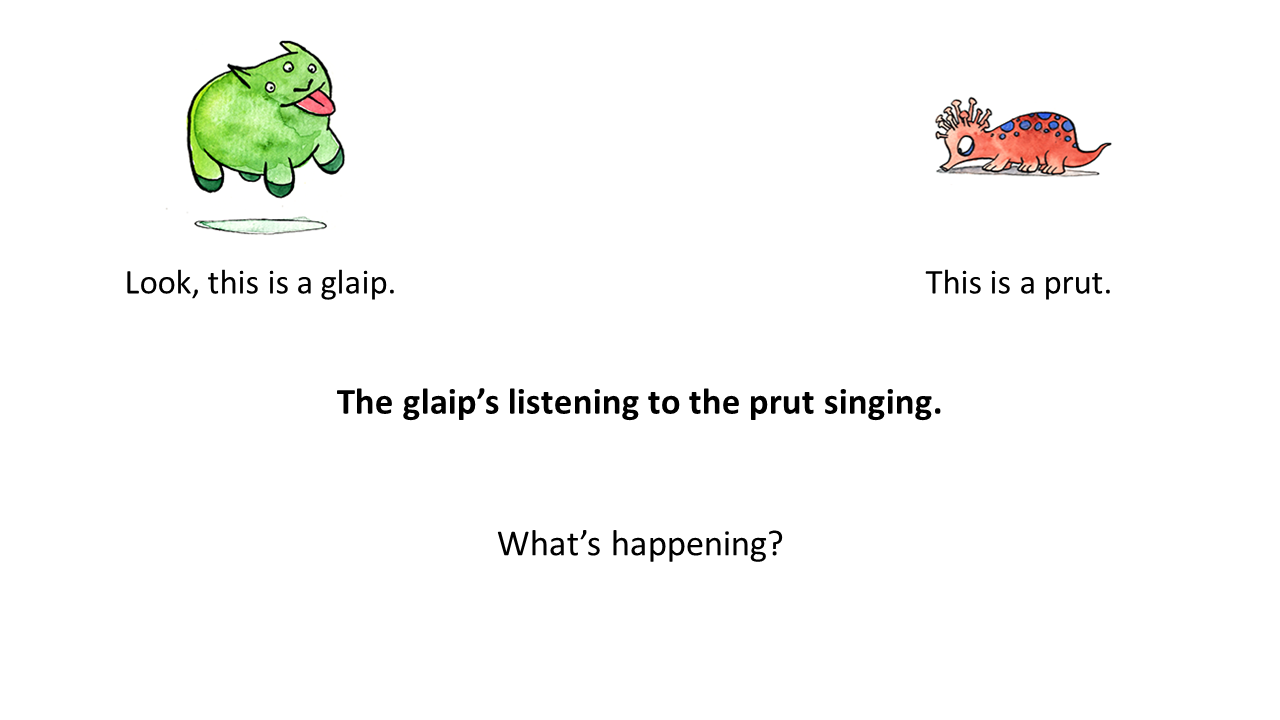 Look, this is a glaip.
This is a prut.
The glaip’s listening to the prut singing.
What’s happening?